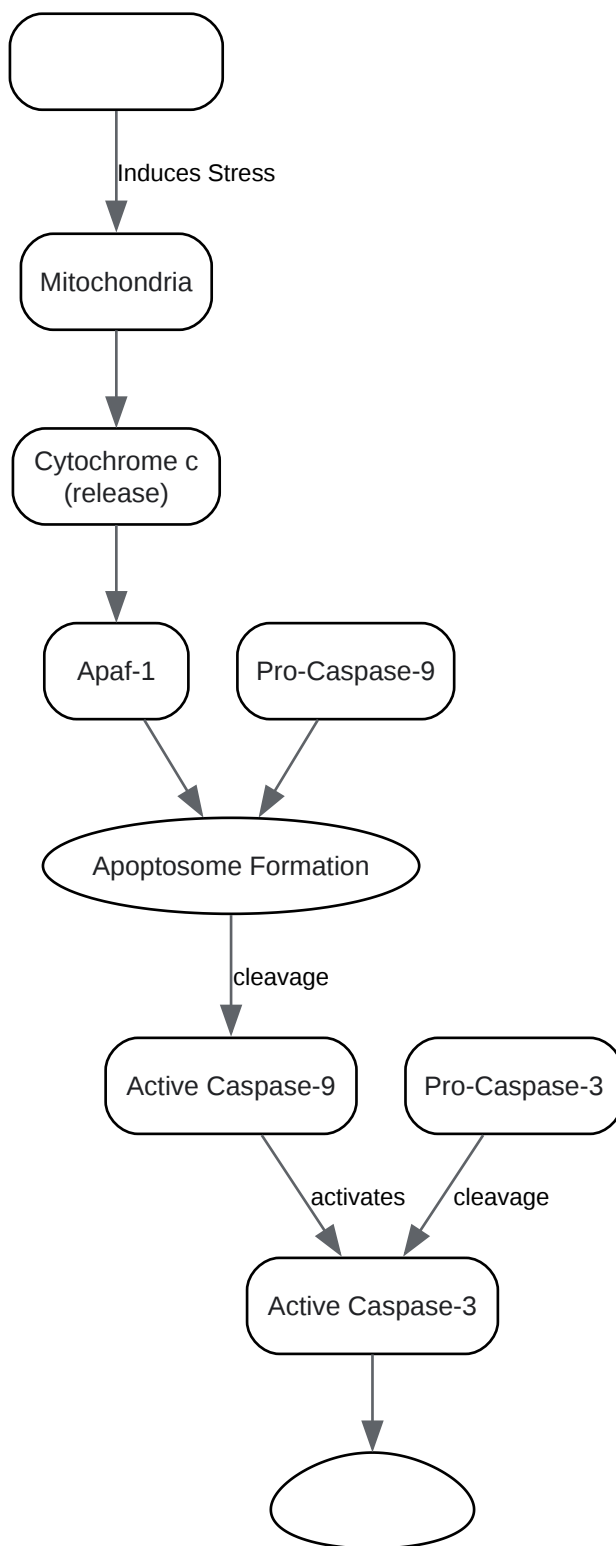 Induces Stress
Mitochondria
Cytochrome c
(release)
Apaf-1
Pro-Caspase-9
Apoptosome Formation
cleavage
Active Caspase-9
Pro-Caspase-3
activates
cleavage
Active Caspase-3